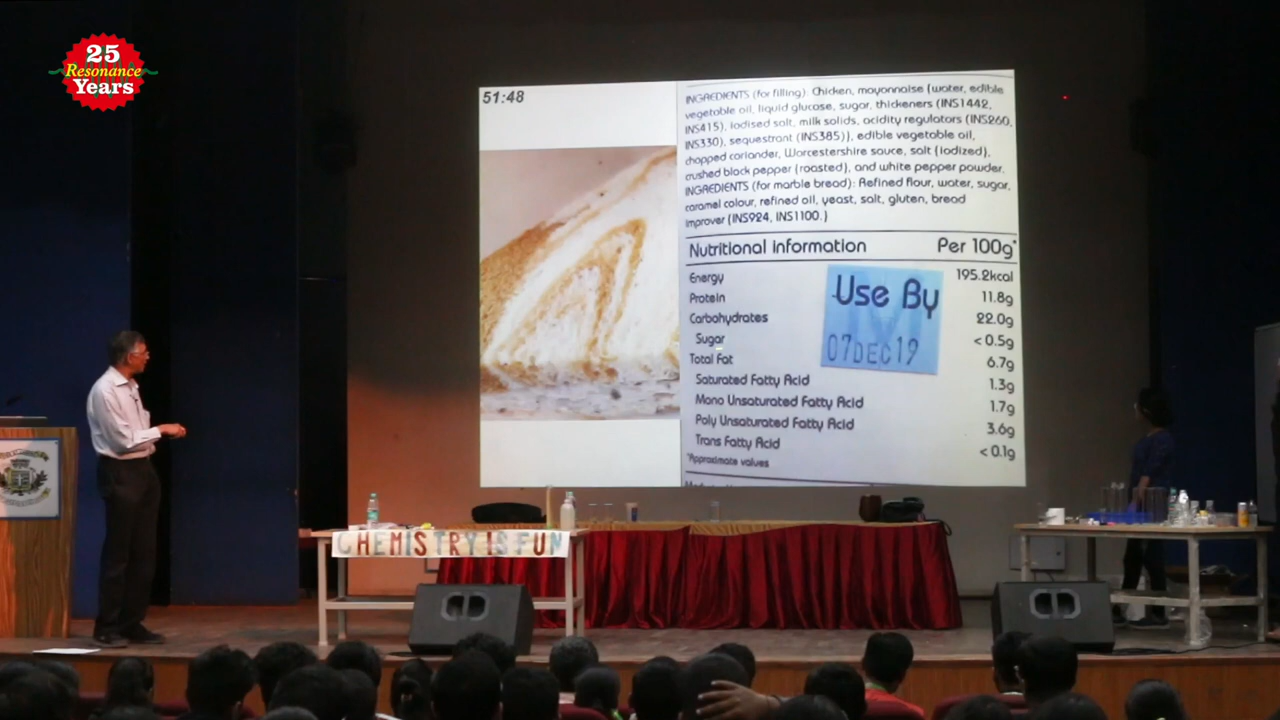 25
Resonance
Years
51:48
INGREDIENTS (for filling): Chicken, mayonnaise (water, edible
vegetable oil, liquid glucose, sugar, thickeners (INS1442,
INS415), iodised salt, milk solids, acidity regulators (INS260,
INS330), sequestrant (INS385)), edible vegetable oil,
chopped coriander, Worcestershire sauce, salt (iodized),
crushed black pepper (roasted), and white pepper powder.
INGREDIENTS (for marble bread): Refined flour, water, sugar,
caramel colour, refined oil, yeast, salt, gluten, bread
improver (INS924, INS1100.)
Nutritional Information Per 100g*
Energy 195.2kcal
Protein 11.8g
Carbohydrates 22.0g
Sugar < 0.5g
Total Fat 6.7g
Saturated Fatty Acid 1.3g
Mono Unsaturated Fatty Acid 1.7g
Poly Unsaturated Fatty Acid 3.6g
Trans Fatty Acid < 0.1g
*Approximate values
Use By
07DEC19
CHEMISTRY IS FUN